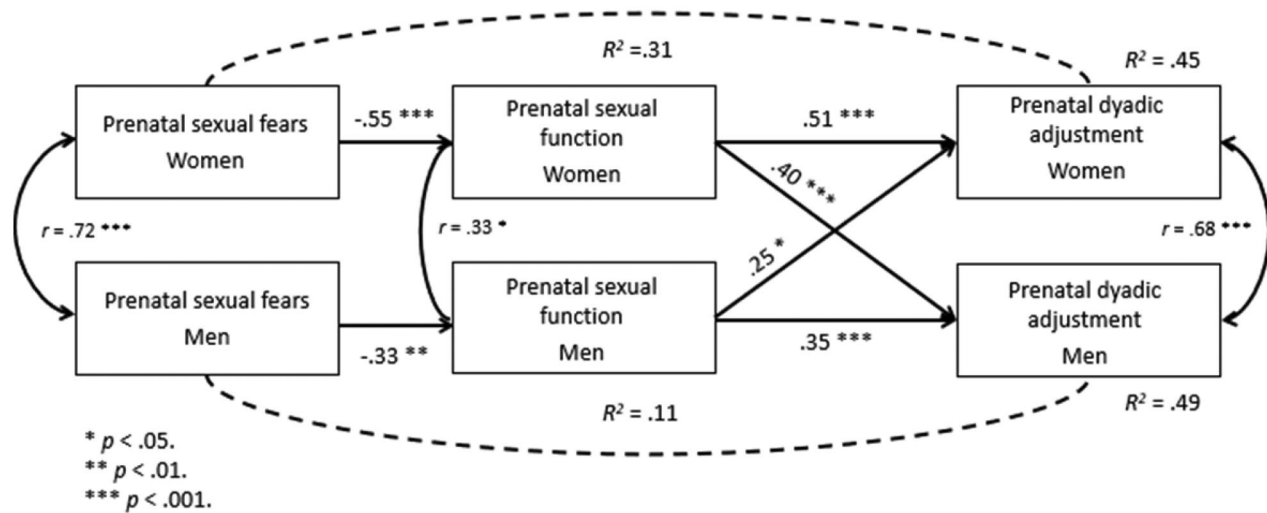 R² =.31
R² = .45
Prenatal sexual fears
Women
-.55 ***
Prenatal sexual
function
Women
.51 ***
Prenatal dyadic
adjustment
Women
.40 ***
r = .72 ***
r = .33 *
r = .68 ***
.25 *
Prenatal sexual fears
Men
-.33 **
Prenatal sexual
function
Men
.35 ***
Prenatal dyadic
adjustment
Men
R² = .11
R² = .49
* p < .05.
** p < .01.
*** p < .001.